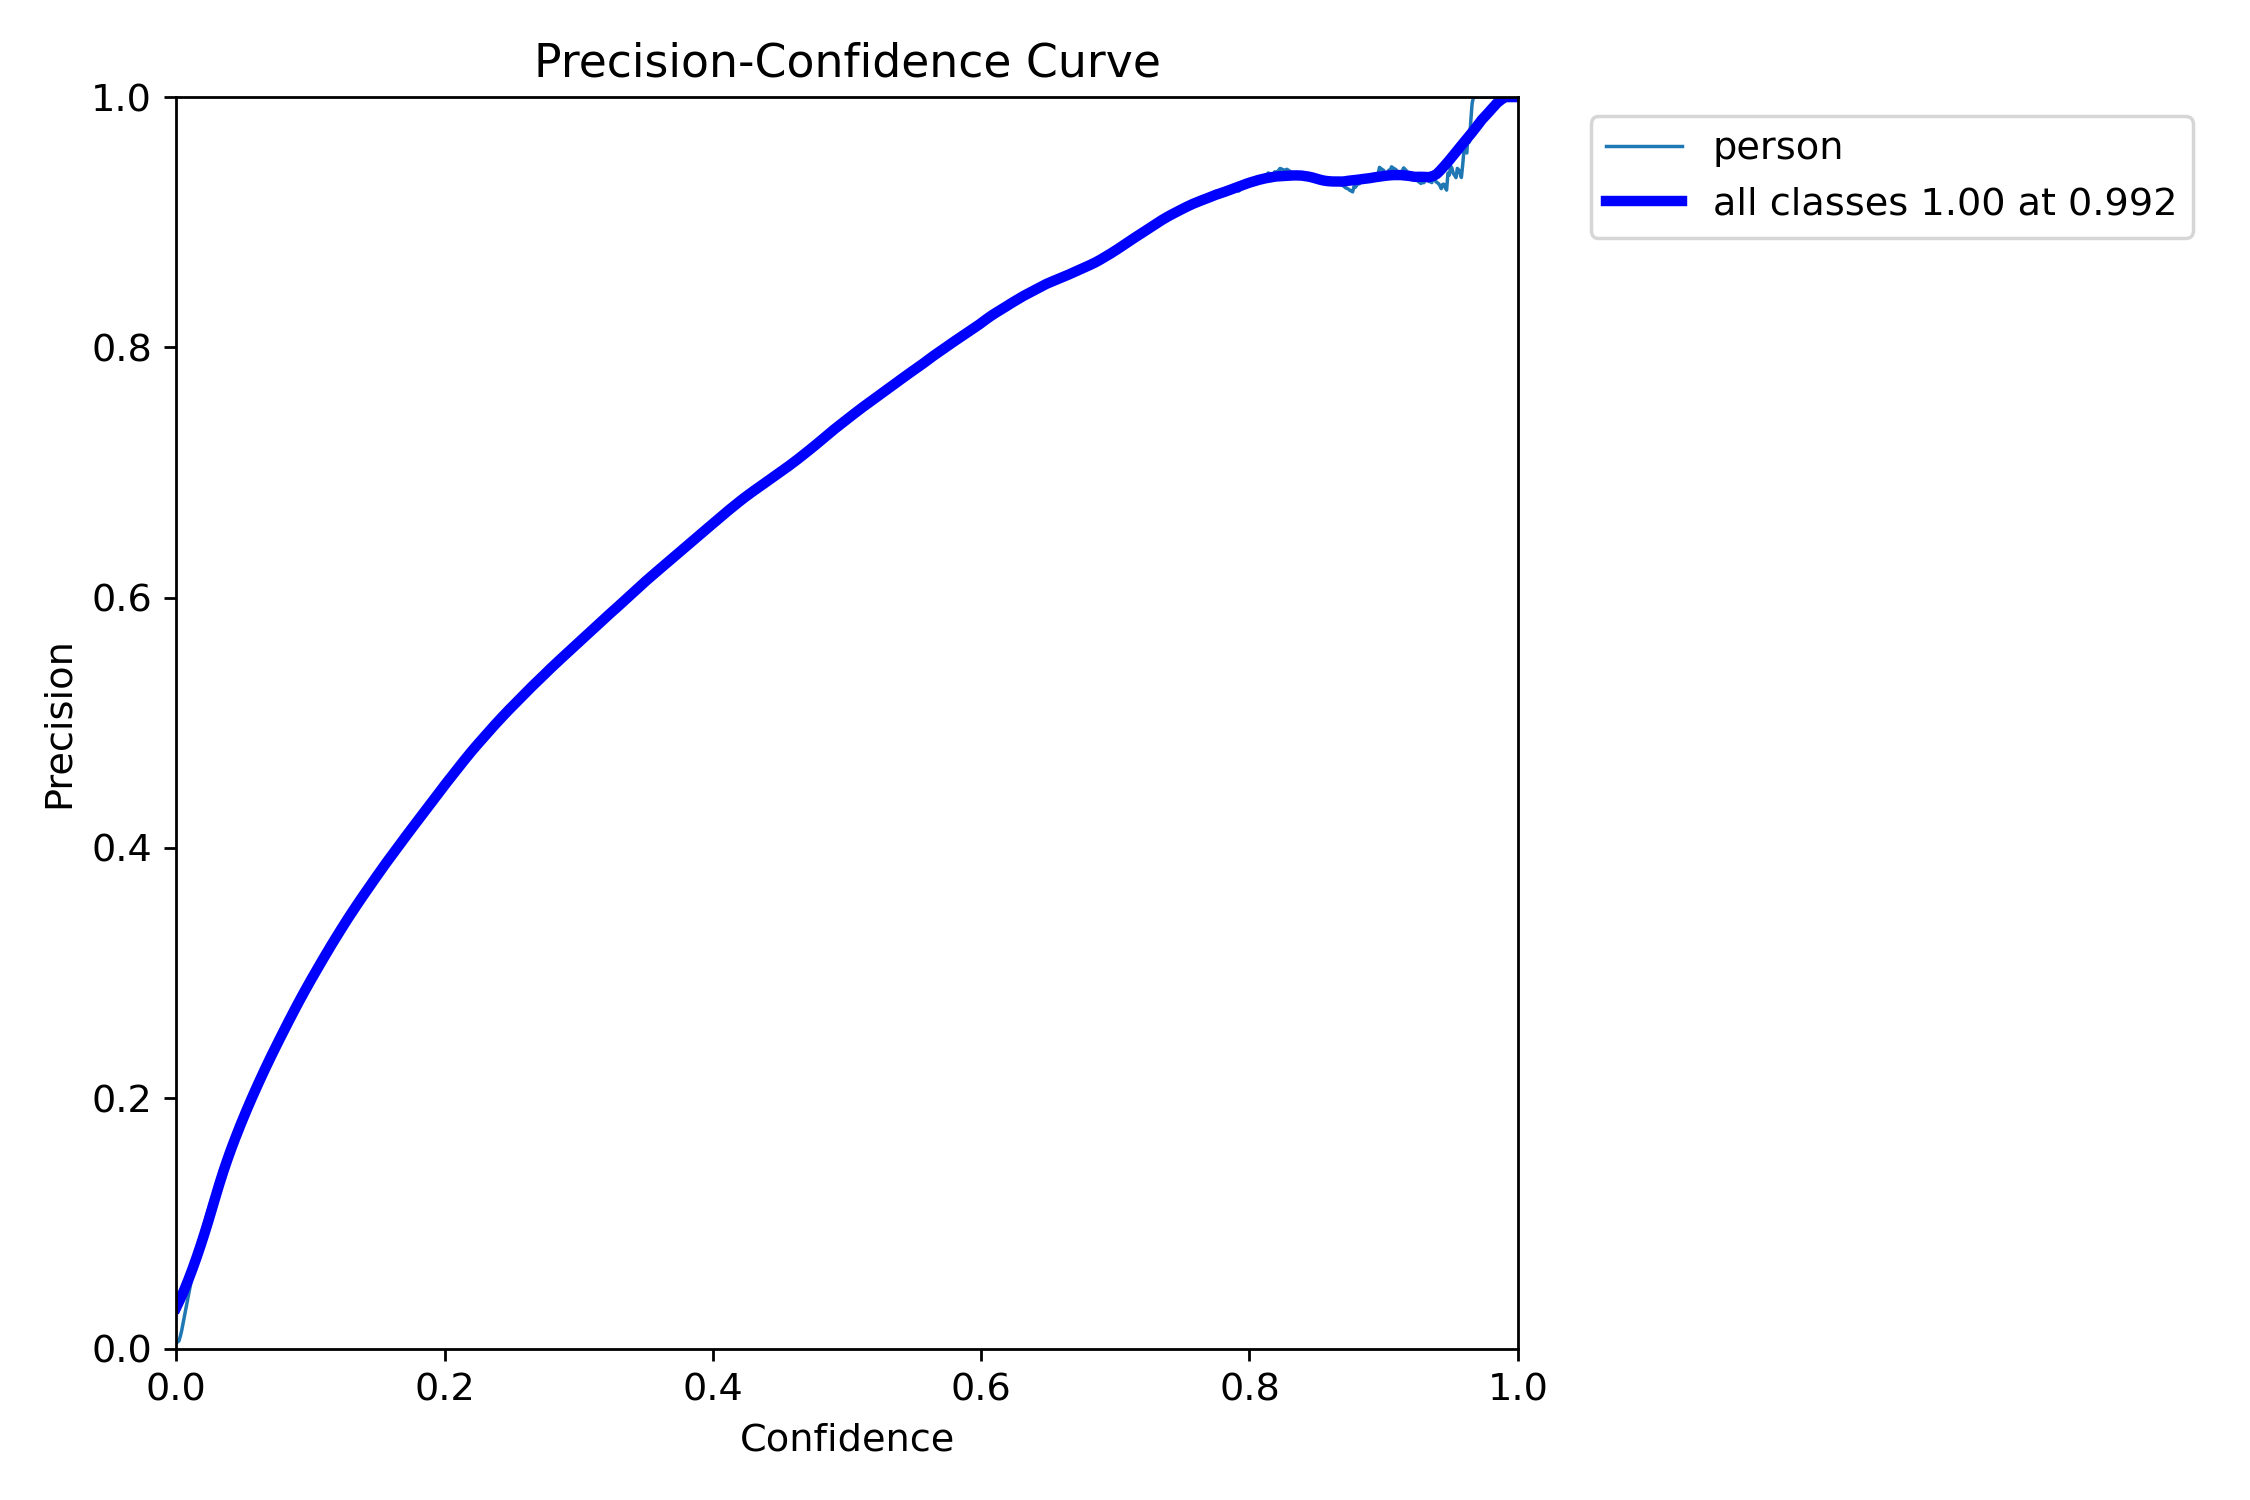 Precision-Confidence Curve
1.0
0.8
0.6
0.4
0.2
0.0
Precision
0.0 0.2 0.4 0.6 0.8 1.0
Confidence
person
all classes 1.00 at 0.992